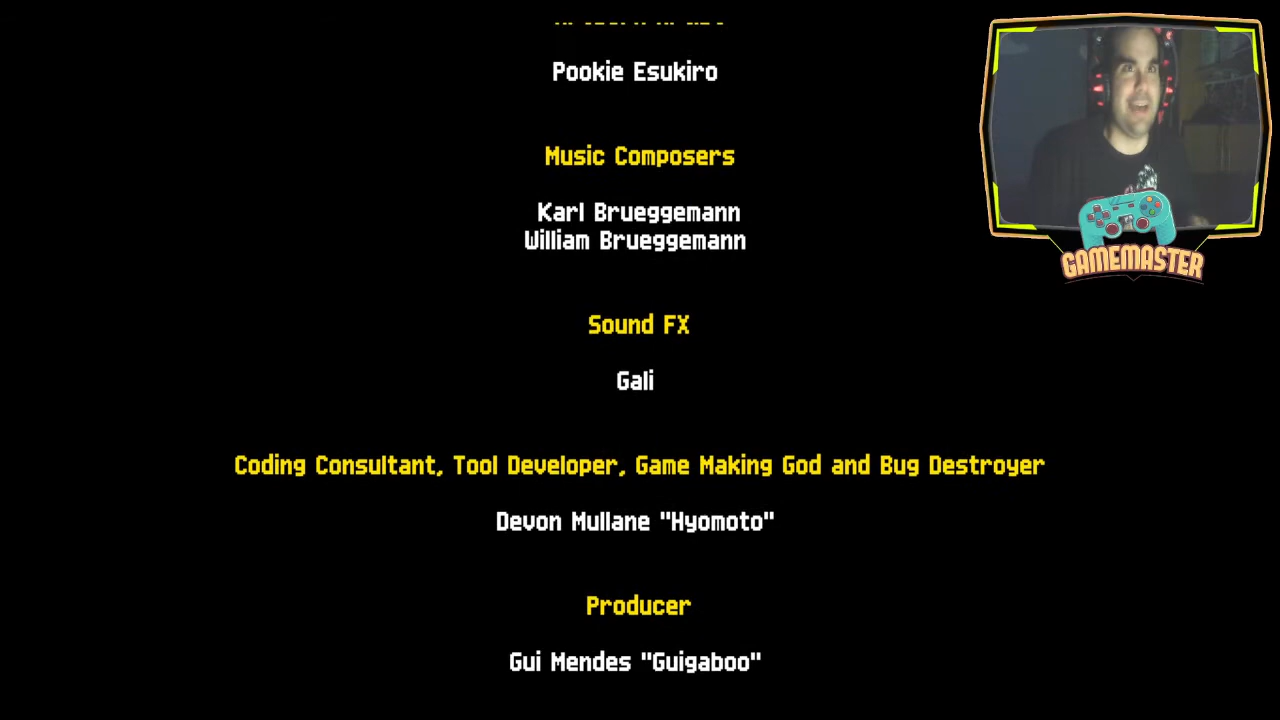 Pookie Esukiro
Music Composers
Karl Brueggemann
William Brueggemann
Sound FX
Gali
Coding Consultant, Tool Developer, Game Making God and Bug Destroyer
Devon Mullane "Hyomoto"
Producer
Gui Mendes "Guigaboo"
GAMEMASTER